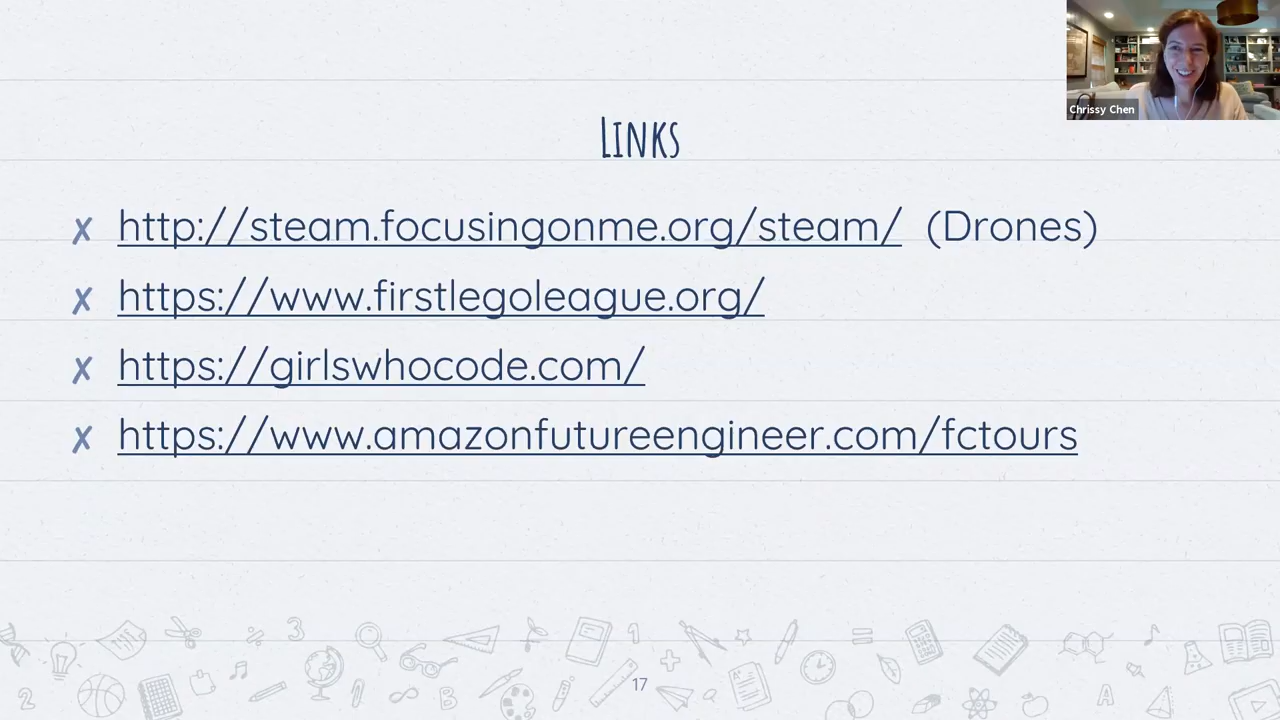 Chrissy Chen
Links
✗ http://steam.focusingonme.org/steam/ (Drones)
✗ https://www.firstlegoleague.org/
✗ https://girlswhocode.com/
✗ https://www.amazonfutureengineer.com/fctours
17